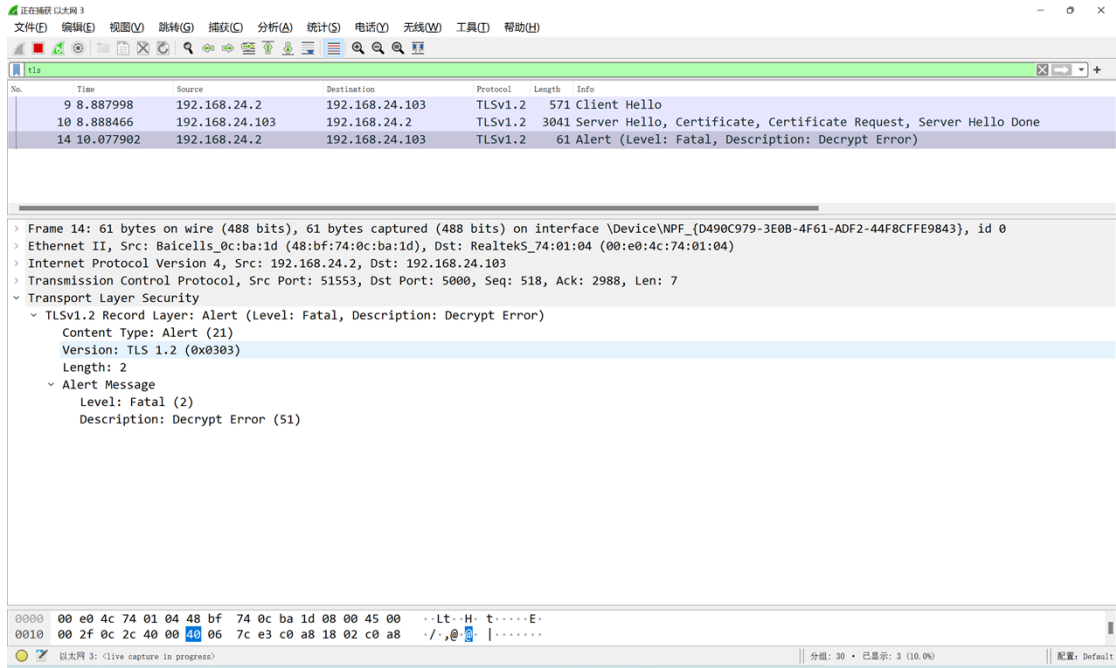 正在捕获 以太网 3
文件(F) 编辑(E) 视图(V) 跳转(G) 捕获(C) 分析(A) 统计(S) 电话(Y) 无线(W) 工具(T) 帮助(H)
tls
No. Time Source Destination Protocol Length Info
9 8.887998 192.168.24.2 192.168.24.103 TLSv1.2 571 Client Hello
10 8.888466 192.168.24.103 192.168.24.2 TLSv1.2 3041 Server Hello, Certificate, Certificate Request, Server Hello Done
14 10.077902 192.168.24.2 192.168.24.103 TLSv1.2 61 Alert (Level: Fatal, Description: Decrypt Error)
Frame 14: 61 bytes on wire (488 bits), 61 bytes captured (488 bits) on interface \Device\NPF_{D490C979-3E0B-4F61-ADF2-44F8CFFE9843}, id 0
Ethernet II, Src: Baicells_0c:ba:1d (48:bf:74:0c:ba:1d), Dst: RealtekS_74:01:04 (00:e0:4c:74:01:04)
Internet Protocol Version 4, Src: 192.168.24.2, Dst: 192.168.24.103
Transmission Control Protocol, Src Port: 51553, Dst Port: 5000, Seq: 518, Ack: 2988, Len: 7
Transport Layer Security
TLSv1.2 Record Layer: Alert (Level: Fatal, Description: Decrypt Error)
Content Type: Alert (21)
Version: TLS 1.2 (0x0303)
Length: 2
Alert Message
Level: Fatal (2)
Description: Decrypt Error (51)
0000 00 e0 4c 74 01 04 48 bf 74 0c ba 1d 08 00 45 00 ··Lt··H· t·····E·
0010 00 2f 0c 2c 40 00 40 06 7c e3 c0 a8 18 02 c0 a8 ·/·,@·@· |·······
以太网 3: <live capture in progress> 分组: 30 · 已显示: 3 (10.0%) 配置: Default